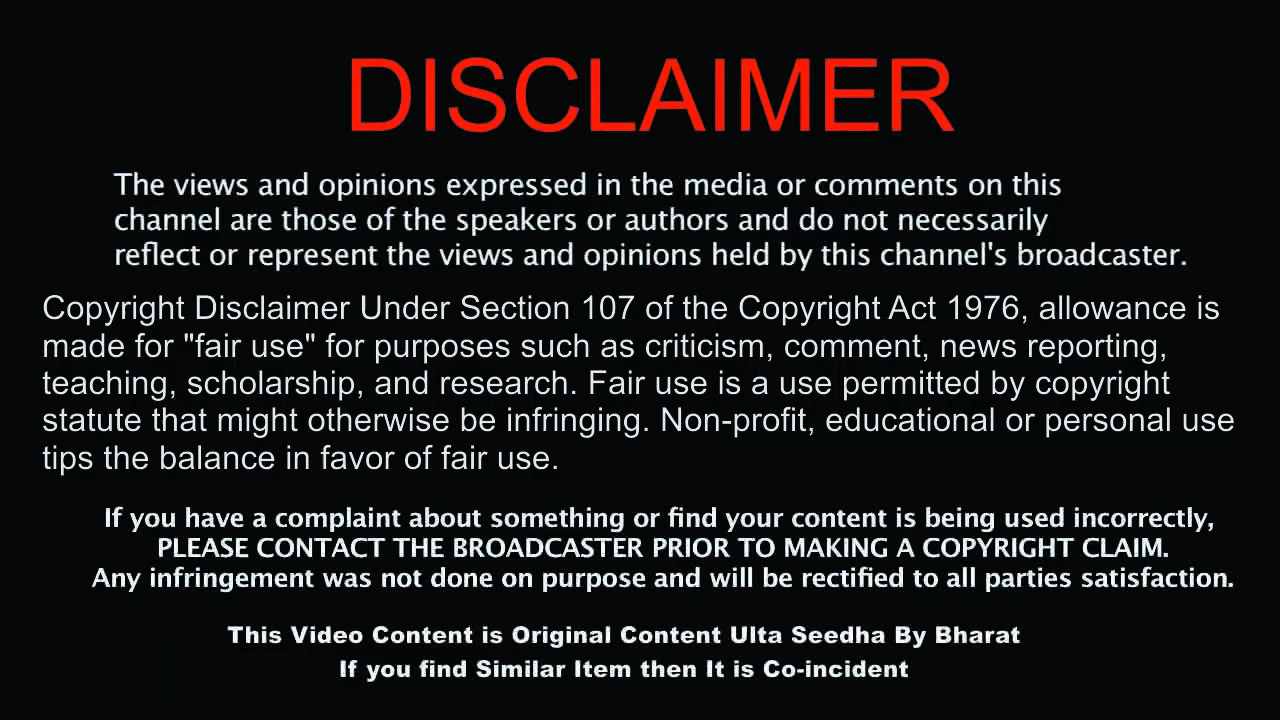 DISCLAIMER
The views and opinions expressed in the media or comments on this
channel are those of the speakers or authors and do not necessarily
reflect or represent the views and opinions held by this channel's broadcaster.
Copyright Disclaimer Under Section 107 of the Copyright Act 1976, allowance is
made for "fair use" for purposes such as criticism, comment, news reporting,
teaching, scholarship, and research. Fair use is a use permitted by copyright
statute that might otherwise be infringing. Non-profit, educational or personal use
tips the balance in favor of fair use.
If you have a complaint about something or find your content is being used incorrectly,
PLEASE CONTACT THE BROADCASTER PRIOR TO MAKING A COPYRIGHT CLAIM.
Any infringement was not done on purpose and will be rectified to all parties satisfaction.
This Video Content is Original Content Ulta Seedha By Bharat
If you find Similar Item then It is Co-incident